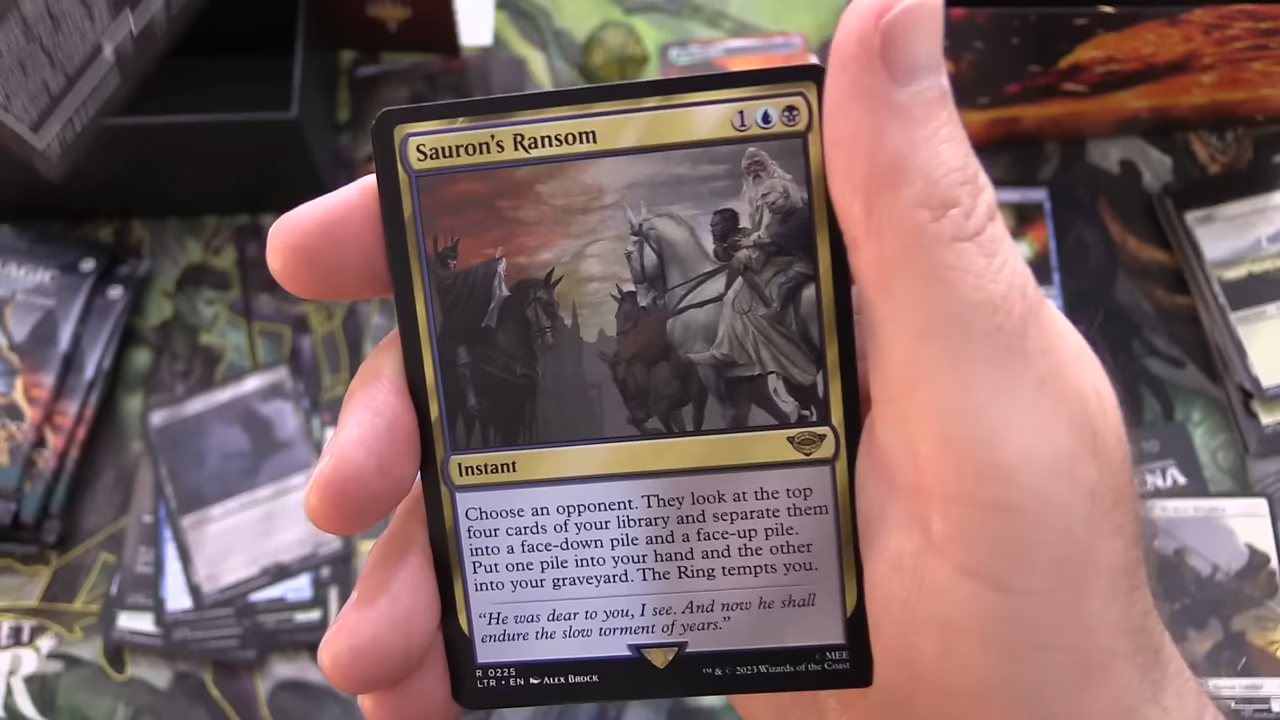 Sauron's Ransom
1
Instant
Choose an opponent. They look at the top
four cards of your library and separate them
into a face-down pile and a face-up pile.
Put one pile into your hand and the other
into your graveyard. The Ring tempts you.
“He was dear to you, I see. And now he shall
endure the slow torment of years.”
R 0225
LTR • EN ALEX BROCK
© MEE
™ & © 2023 Wizards of the Coast
MAGIC
NA